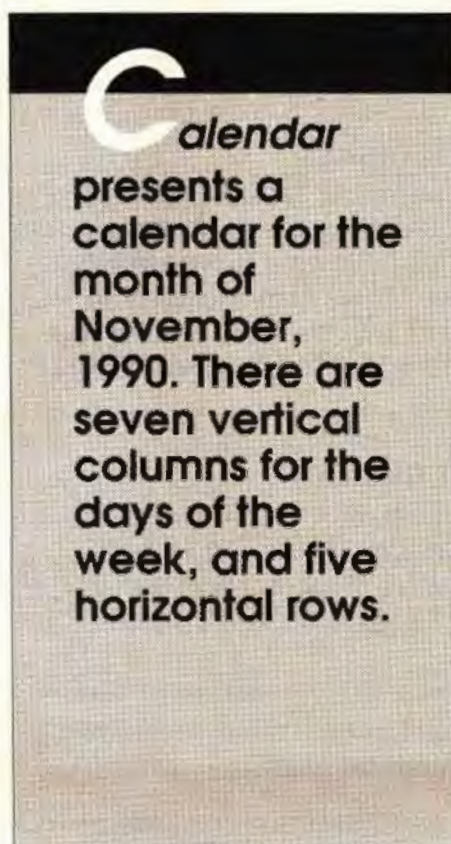 Calendar
presents a
calendar for the
month of
November,
1990. There are
seven vertical
columns for the
days of the
week, and five
horizontal rows.